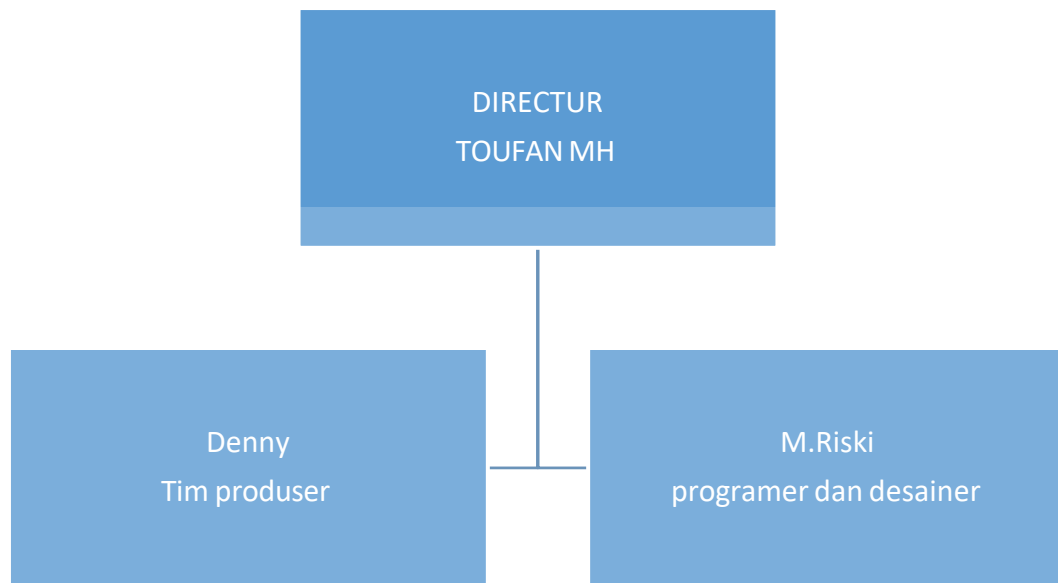 DIRECTUR
TOUFAN MH
Denny
Tim produser
M.Riski
programer dan desainer